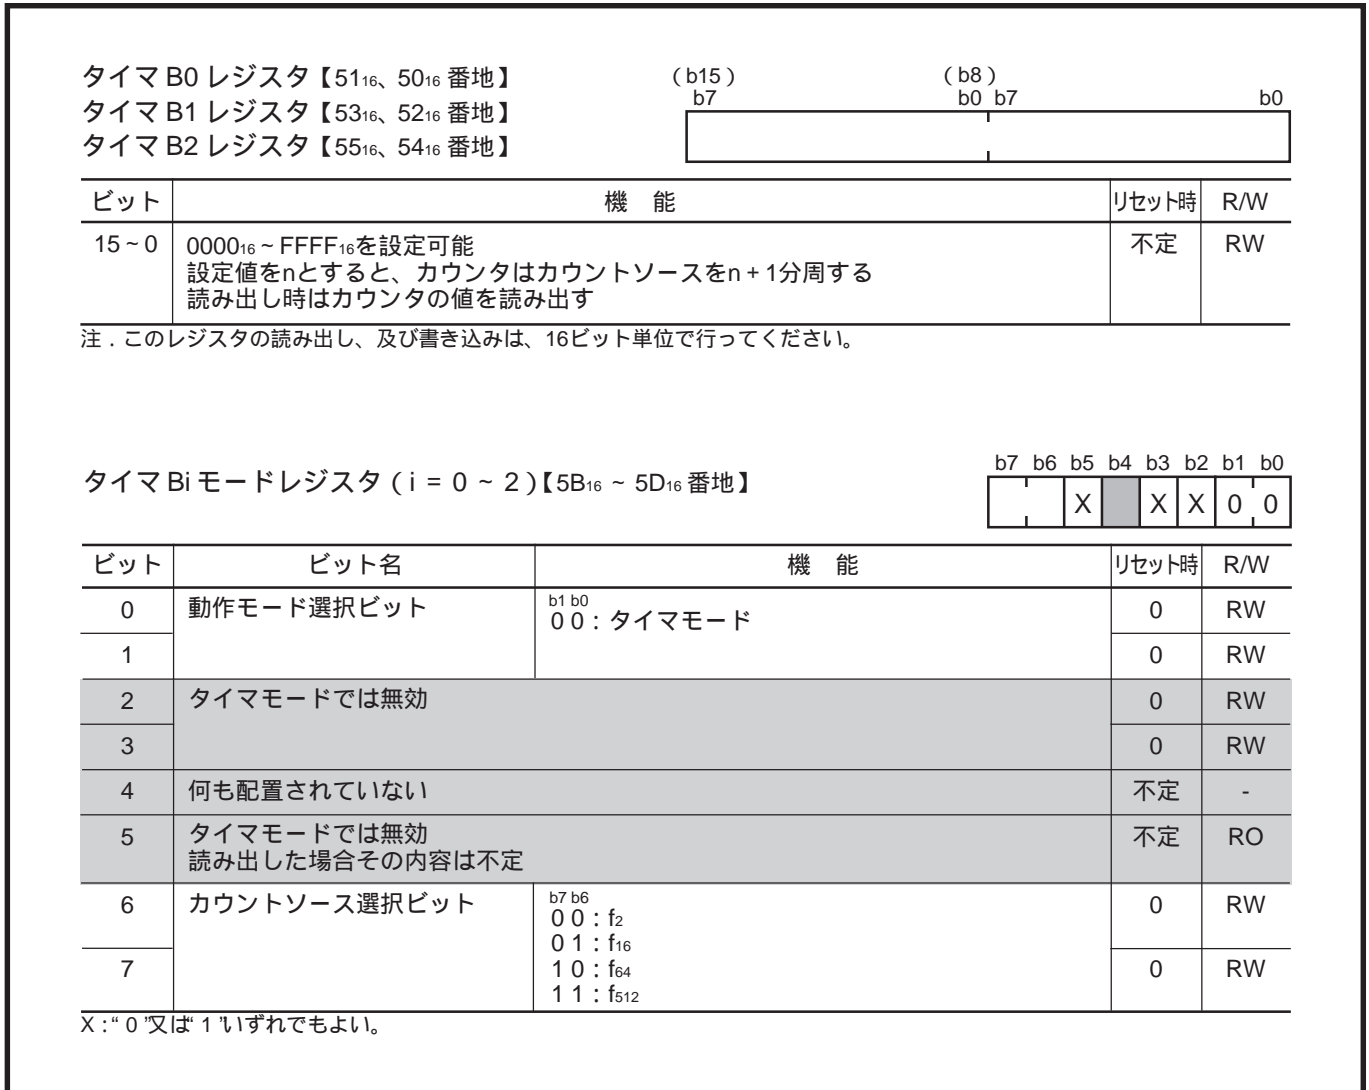 タイマ B0 レジスタ【5116、5016 番地】
タイマ B1 レジスタ【5316、5216 番地】
タイマ B2 レジスタ【5516、5416 番地】
（b15） （b8）
b7 b0 b7 b0
ビット 機 能 リセット時 R/W
15 ~ 0 000016 ~ FFFF16を設定可能 不定 RW
設定値をnとすると、カウンタはカウントソースをn + 1分周する
読み出し時はカウンタの値を読み出す
注．このレジスタの読み出し、及び書き込みは、16ビット単位で行ってください。
タイマ Bi モードレジスタ（i = 0 ~ 2）【5B16 ~ 5D16 番地】
b7 b6 b5 b4 b3 b2 b1 b0
X X X 0 0
ビット ビット名 機 能 リセット時 R/W
0 動作モード選択ビット b1 b0 0 RW
0 0：タイマモード
1 0 RW
2 タイマモードでは無効 0 RW
3 0 RW
4 何も配置されていない 不定 -
5 タイマモードでは無効 不定 RO
読み出した場合その内容は不定
6 カウントソース選択ビット b7 b6 0 RW
0 0：f2
0 1：f16
7 1 0：f64 0 RW
1 1：f512
X：“ 0 ”又は“ 1 ”いずれでもよい。